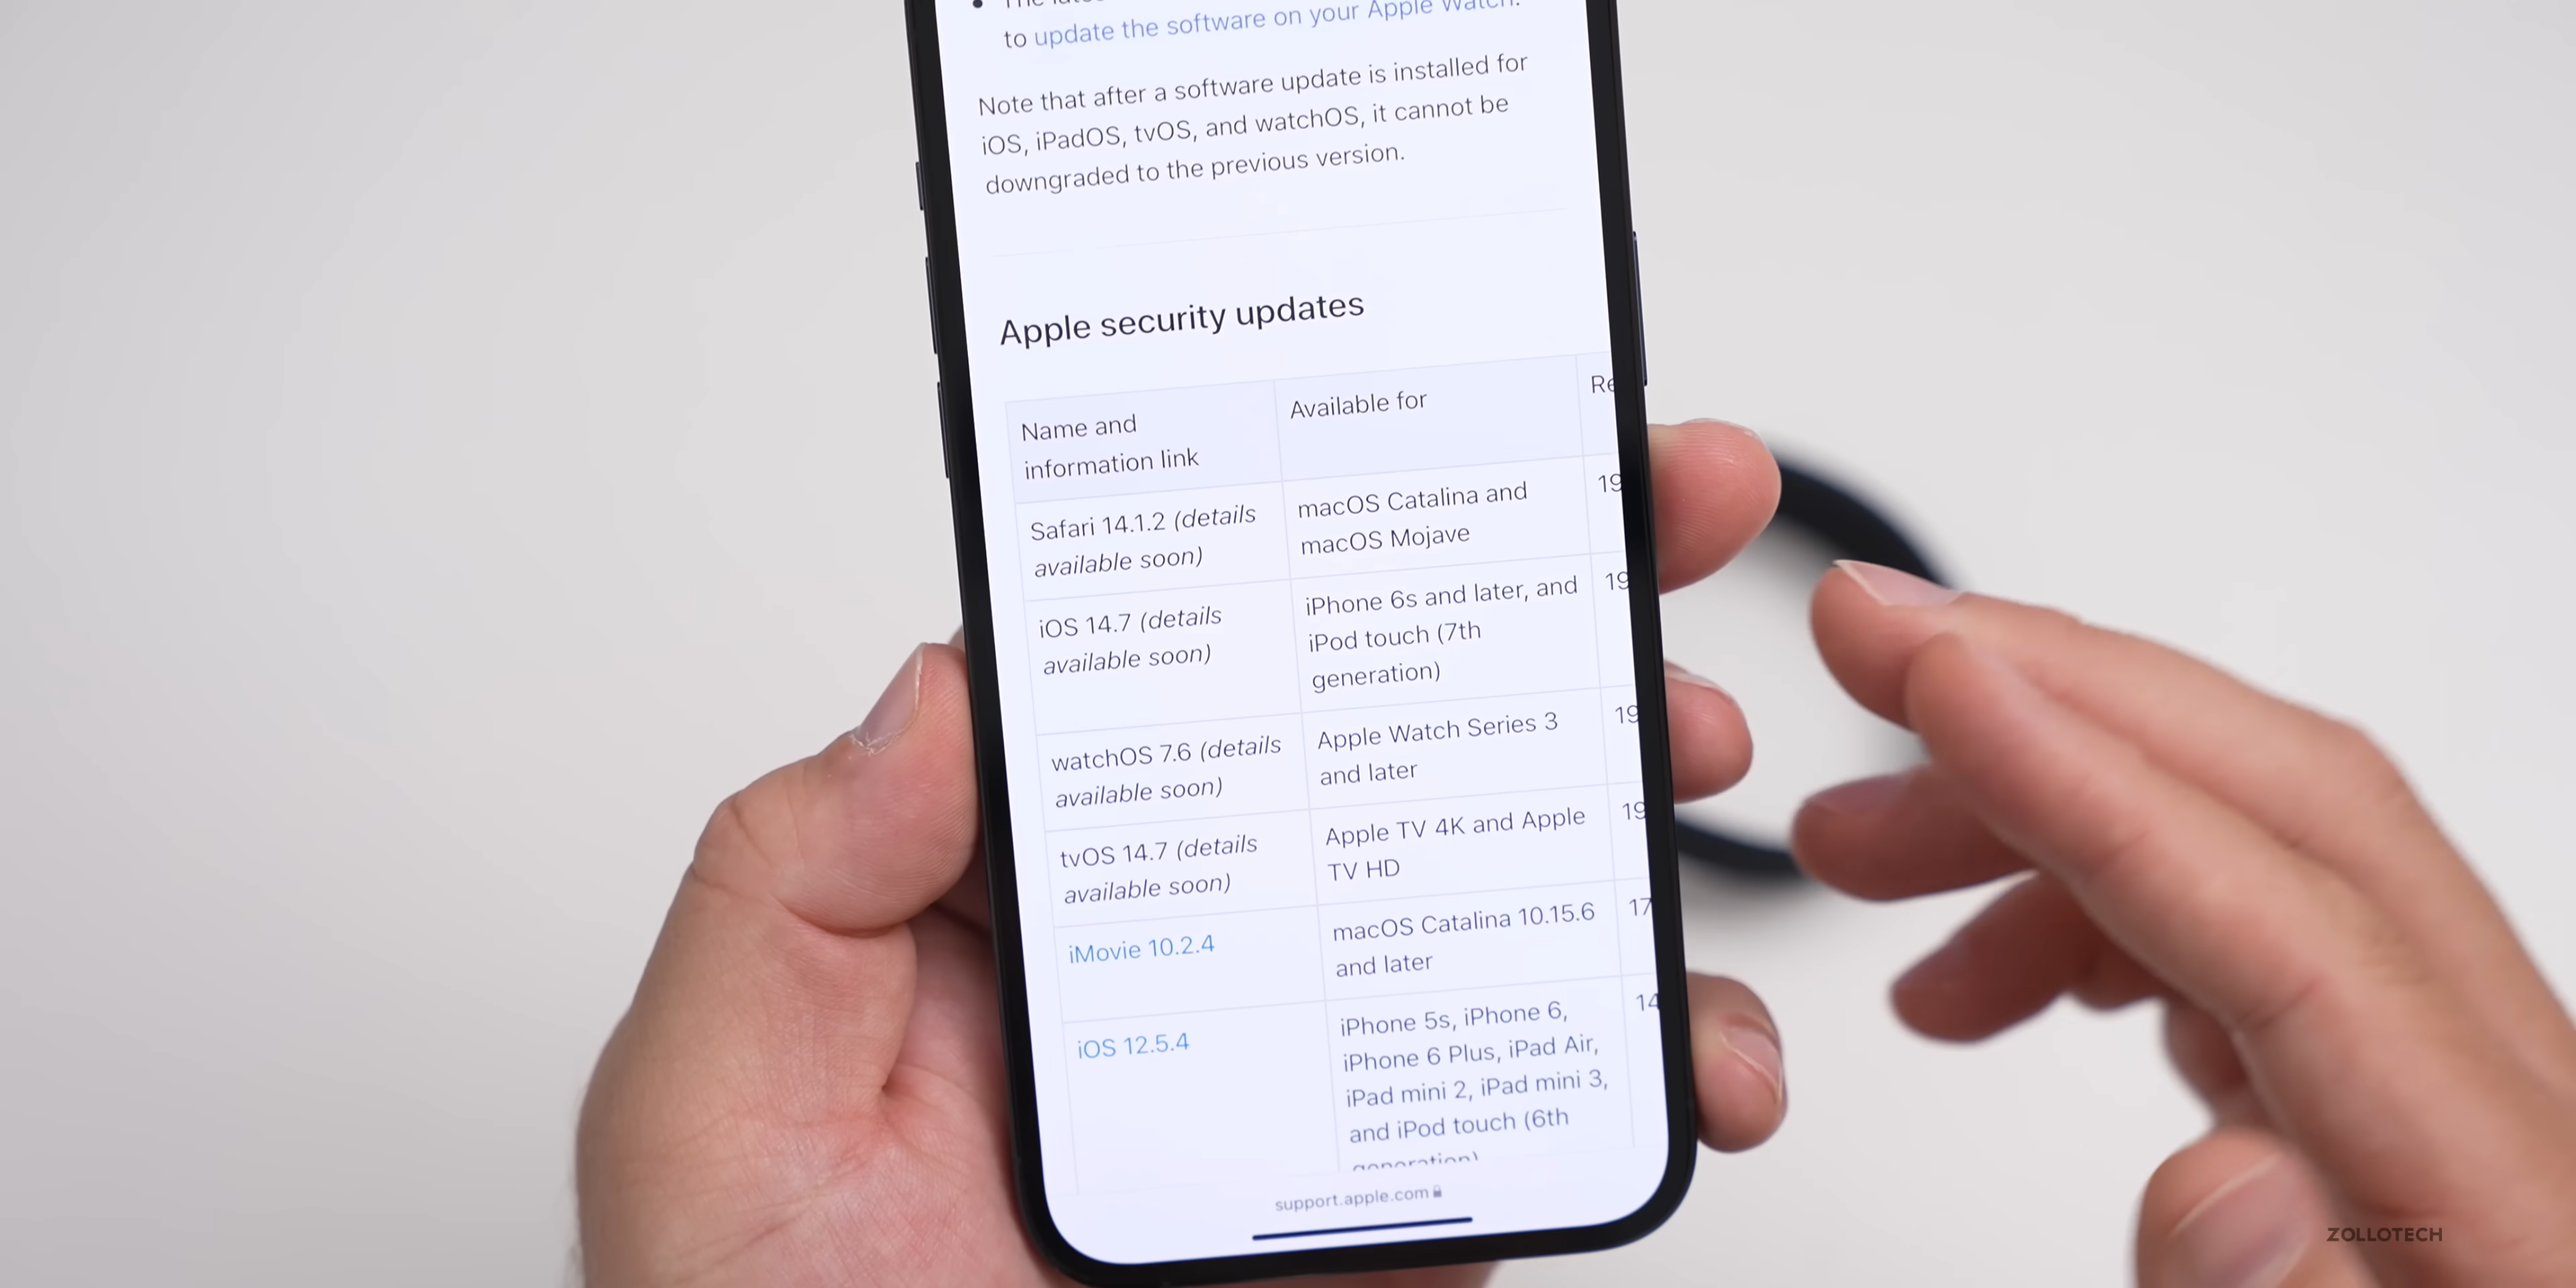 to update the software on your Apple Watch.
Note that after a software update is installed for
iOS, iPadOS, tvOS, and watchOS, it cannot be
downgraded to the previous version.
Apple security updates
Name and
information link
Available for
Re
Safari 14.1.2 (details
available soon)
macOS Catalina and
macOS Mojave
19
iOS 14.7 (details
available soon)
iPhone 6s and later, and
iPod touch (7th
generation)
19
watchOS 7.6 (details
available soon)
Apple Watch Series 3
and later
19
tvOS 14.7 (details
available soon)
Apple TV 4K and Apple
TV HD
19
iMovie 10.2.4
macOS Catalina 10.15.6
and later
17
iOS 12.5.4
iPhone 5s, iPhone 6,
iPhone 6 Plus, iPad Air,
iPad mini 2, iPad mini 3,
and iPod touch (6th
generation)
14
support.apple.com
ZOLLOTECH